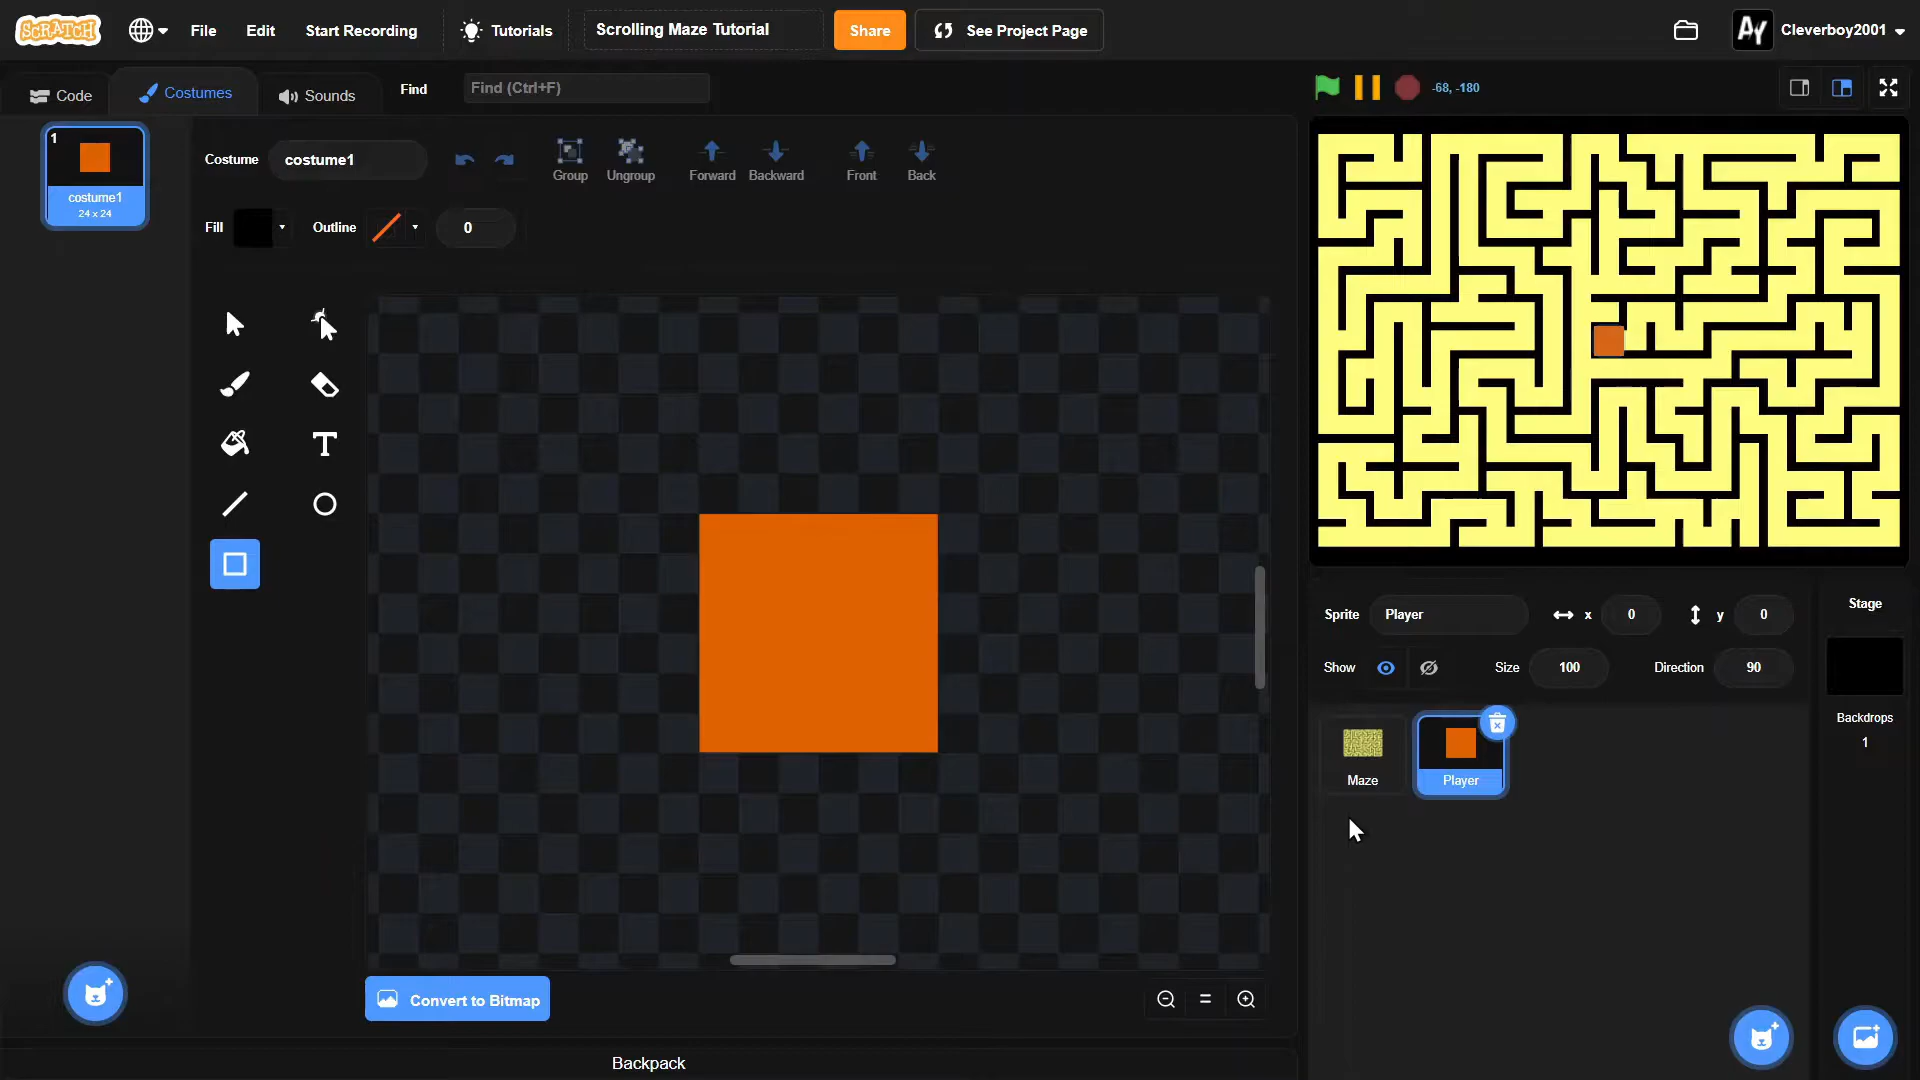 SCRATCH
File
Edit
Start Recording
Tutorials
Scrolling Maze Tutorial
Share
See Project Page
Ay
Cleverboy2001
Code
Costumes
Sounds
Find
Find (Ctrl+F)
-68, -180
1
costume1
24 x 24
Costume
costume1
Group
Ungroup
Forward
Backward
Front
Back
Fill
Outline
0
T
Convert to Bitmap
Backpack
Sprite
Player
x
0
y
0
Show
Size
100
Direction
90
Maze
Player
Stage
Backdrops
1